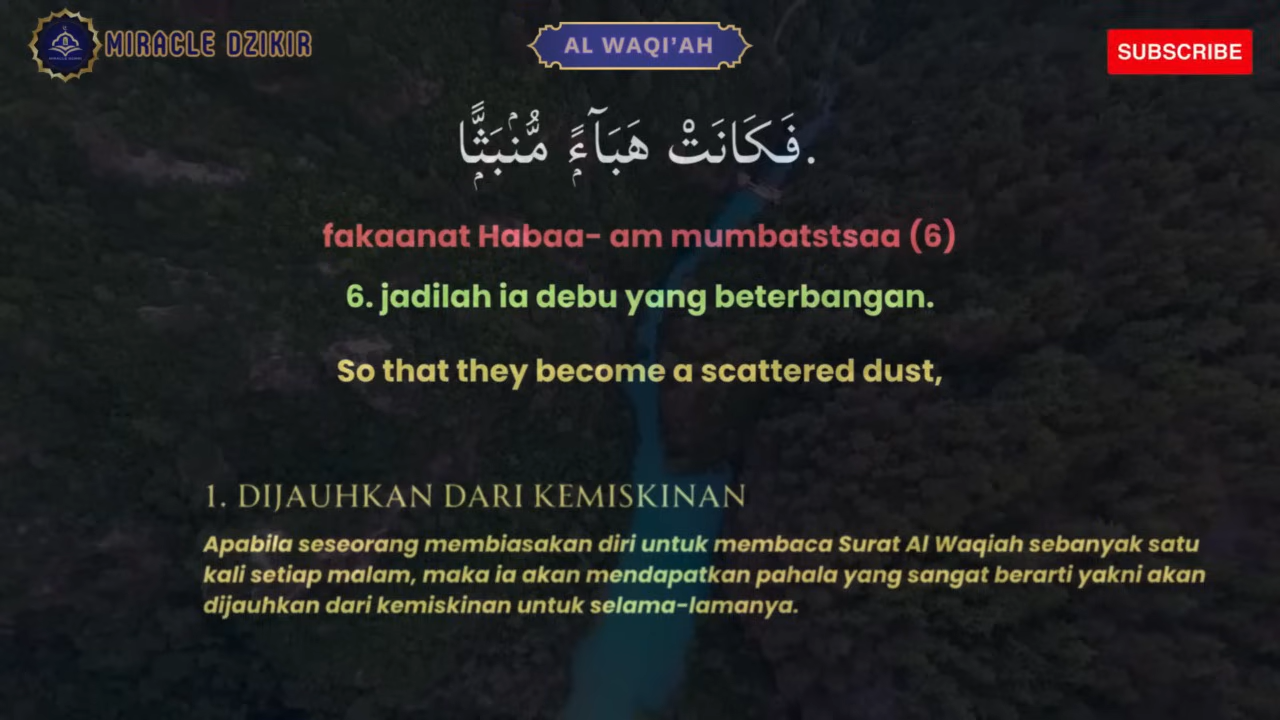 MIRACLE DZIKIR
AL WAQI'AH
SUBSCRIBE
فَكَانَتْ هَبَآءًۭ مُّنۢبَثًّۭا.
fakaanat Habaa- am mumbatstsaa (6)
6. jadilah ia debu yang beterbangan.
So that they become a scattered dust,
1. DIJAUHKAN DARI KEMISKINAN
Apabila seseorang membiasakan diri untuk membaca Surat Al Waqiah sebanyak satu
kali setiap malam, maka ia akan mendapatkan pahala yang sangat berarti yakni akan
dijauhkan dari kemiskinan untuk selama-lamanya.